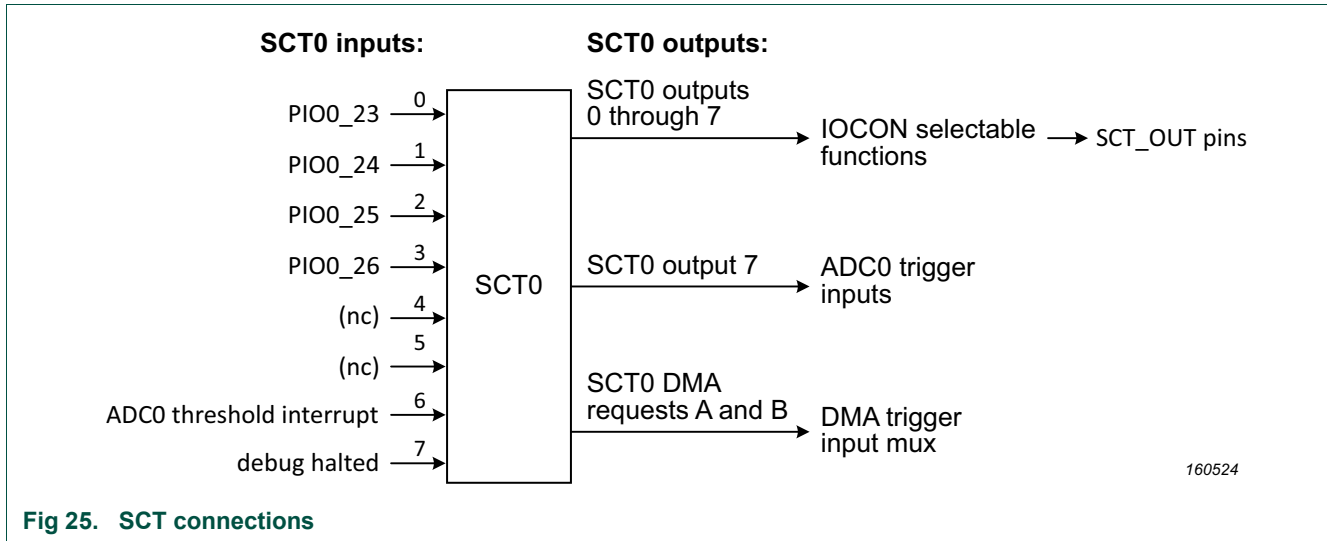 SCT0 inputs:
SCT0 outputs:
PIO0_23
0
PIO0_24
1
PIO0_25
2
PIO0_26
3
(nc)
4
(nc)
5
ADC0 threshold interrupt
6
debug halted
7
SCT0
SCT0 outputs
0 through 7
IOCON selectable
functions
SCT_OUT pins
SCT0 output 7
ADC0 trigger
inputs
SCT0 DMA
requests A and B
DMA trigger
input mux
160524
Fig 25. SCT connections